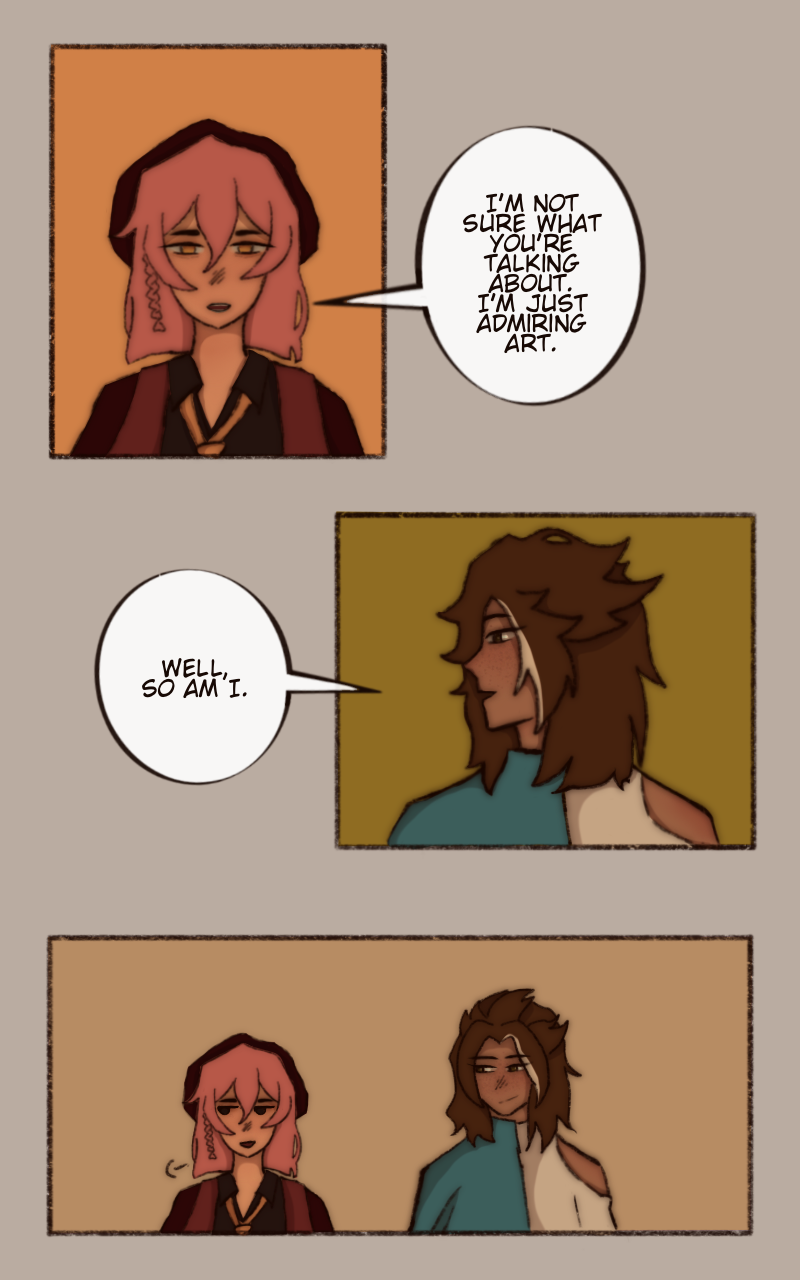 I'M NOT
SURE WHAT
YOU'RE
TALKING
ABOUT.
I'M JUST
ADMIRING
ART.
WELL,
SO AM I.